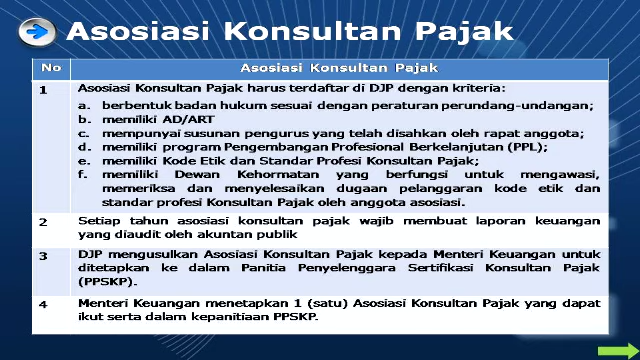 Asosiasi Konsultan Pajak
No Asosiasi Konsultan Pajak
1 Asosiasi Konsultan Pajak harus terdaftar di DJP dengan kriteria:
a. berbentuk badan hukum sesuai dengan peraturan perundang-undangan;
b. memiliki AD/ART
c. mempunyai susunan pengurus yang telah disahkan oleh rapat anggota;
d. memiliki program Pengembangan Profesional Berkelanjutan (PPL);
e. memiliki Kode Etik dan Standar Profesi Konsultan Pajak;
f. memiliki Dewan Kehormatan yang berfungsi untuk mengawasi,
memeriksa dan menyelesaikan dugaan pelanggaran kode etik dan
standar profesi Konsultan Pajak oleh anggota asosiasi.
2 Setiap tahun asosiasi konsultan pajak wajib membuat laporan keuangan
yang diaudit oleh akuntan publik
3 DJP mengusulkan Asosiasi Konsultan Pajak kepada Menteri Keuangan untuk
ditetapkan ke dalam Panitia Penyelenggara Sertifikasi Konsultan Pajak
(PPSKP).
4 Menteri Keuangan menetapkan 1 (satu) Asosiasi Konsultan Pajak yang dapat
ikut serta dalam kepanitiaan PPSKP.